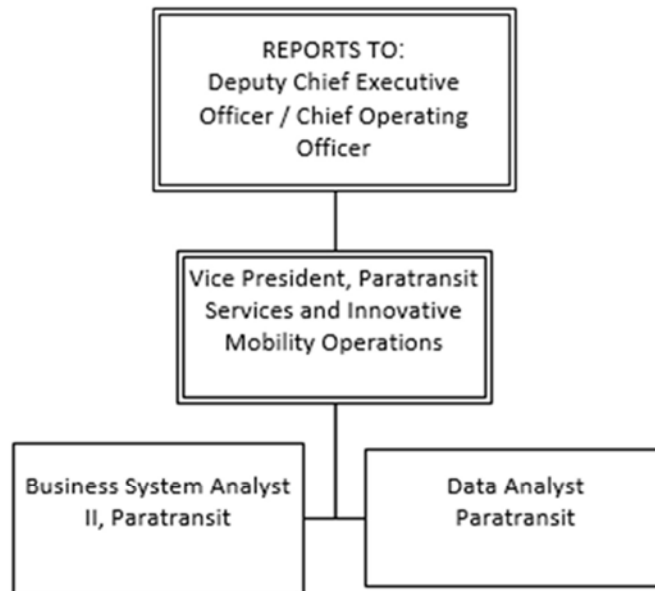 REPORTS TO:
Deputy Chief Executive
Officer / Chief Operating
Officer
Vice President, Paratransit
Services and Innovative
Mobility Operations
Business System Analyst
II, Paratransit
Data Analyst
Paratransit